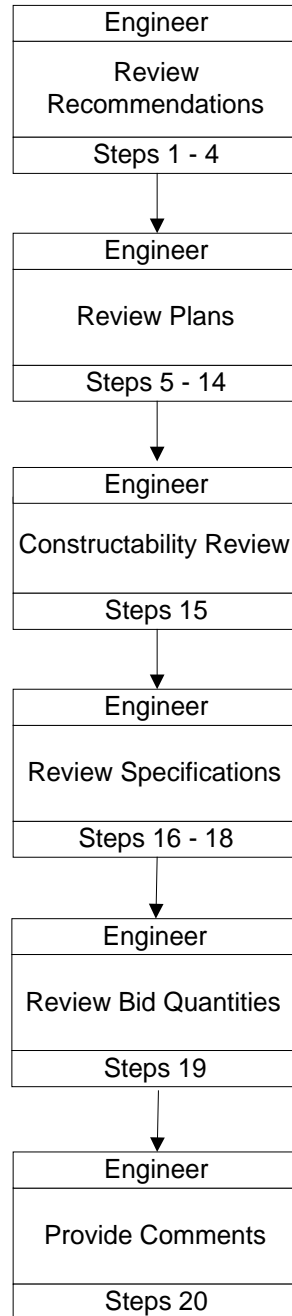 Engineer
Review
Recommendations
Steps 1 - 4
Engineer
Review Plans
Steps 5 - 14
Engineer
Constructability Review
Steps 15
Engineer
Review Specifications
Steps 16 - 18
Engineer
Review Bid Quantities
Steps 19
Engineer
Provide Comments
Steps 20